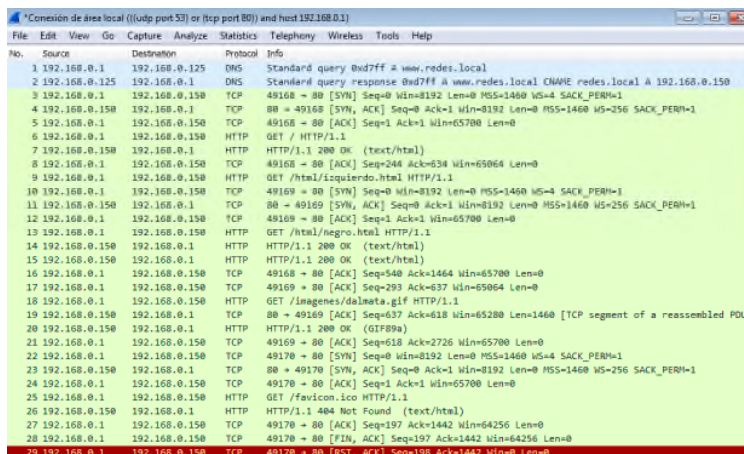 *Conexión de área local (((udp port 53) or (tcp port 80)) and host 192.168.0.1)
File Edit View Go Capture Analyze Statistics Telephony Wireless Tools Help
No. Source Destination Protocol Info
1 192.168.0.1 192.168.0.125 DNS Standard query 0xd7ff A www.redes.local
2 192.168.0.125 192.168.0.1 DNS Standard query response 0xd7ff A www.redes.local CNAME redes.local A 192.168.0.150
3 192.168.0.1 192.168.0.150 TCP 49168 → 80 [SYN] Seq=0 Win=8192 Len=0 MSS=1460 WS=4 SACK_PERM=1
4 192.168.0.150 192.168.0.1 TCP 80 → 49168 [SYN, ACK] Seq=0 Ack=1 Win=8192 Len=0 MSS=1460 WS=256 SACK_PERM=1
5 192.168.0.1 192.168.0.150 TCP 49168 → 80 [ACK] Seq=1 Ack=1 Win=65700 Len=0
6 192.168.0.1 192.168.0.150 HTTP GET / HTTP/1.1
7 192.168.0.150 192.168.0.1 HTTP HTTP/1.1 200 OK (text/html)
8 192.168.0.1 192.168.0.150 TCP 49168 → 80 [ACK] Seq=244 Ack=634 Win=65064 Len=0
9 192.168.0.1 192.168.0.150 HTTP GET /html/izquierdo.html HTTP/1.1
10 192.168.0.1 192.168.0.150 TCP 49169 → 80 [SYN] Seq=0 Win=8192 Len=0 MSS=1460 WS=4 SACK_PERM=1
11 192.168.0.150 192.168.0.1 TCP 80 → 49169 [SYN, ACK] Seq=0 Ack=1 Win=8192 Len=0 MSS=1460 WS=256 SACK_PERM=1
12 192.168.0.1 192.168.0.150 TCP 49169 → 80 [ACK] Seq=1 Ack=1 Win=65700 Len=0
13 192.168.0.1 192.168.0.150 HTTP GET /html/negro.html HTTP/1.1
14 192.168.0.150 192.168.0.1 HTTP HTTP/1.1 200 OK (text/html)
15 192.168.0.150 192.168.0.1 HTTP HTTP/1.1 200 OK (text/html)
16 192.168.0.1 192.168.0.150 TCP 49168 → 80 [ACK] Seq=540 Ack=1464 Win=65700 Len=0
17 192.168.0.1 192.168.0.150 TCP 49169 → 80 [ACK] Seq=293 Ack=637 Win=65064 Len=0
18 192.168.0.1 192.168.0.150 HTTP GET /imagenes/dalmata.gif HTTP/1.1
19 192.168.0.150 192.168.0.1 TCP 80 → 49169 [ACK] Seq=637 Ack=618 Win=65280 Len=1460 [TCP segment of a reassembled PDU
20 192.168.0.150 192.168.0.1 HTTP HTTP/1.1 200 OK (GIF89a)
21 192.168.0.1 192.168.0.150 TCP 49169 → 80 [ACK] Seq=618 Ack=2726 Win=65700 Len=0
22 192.168.0.1 192.168.0.150 TCP 49170 → 80 [SYN] Seq=0 Win=8192 Len=0 MSS=1460 WS=4 SACK_PERM=1
23 192.168.0.150 192.168.0.1 TCP 80 → 49170 [SYN, ACK] Seq=0 Ack=1 Win=8192 Len=0 MSS=1460 WS=256 SACK_PERM=1
24 192.168.0.1 192.168.0.150 TCP 49170 → 80 [ACK] Seq=1 Ack=1 Win=65700 Len=0
25 192.168.0.1 192.168.0.150 HTTP GET /favicon.ico HTTP/1.1
26 192.168.0.150 192.168.0.1 HTTP HTTP/1.1 404 Not Found (text/html)
27 192.168.0.1 192.168.0.150 TCP 49170 → 80 [ACK] Seq=197 Ack=1442 Win=64256 Len=0
28 192.168.0.1 192.168.0.150 TCP 49170 → 80 [FIN, ACK] Seq=197 Ack=1442 Win=64256 Len=0
29 192.168.0.1 192.168.0.150 TCP 49170 → 80 [RST, ACK] Seq=198 Ack=1442 Win=0 Len=0